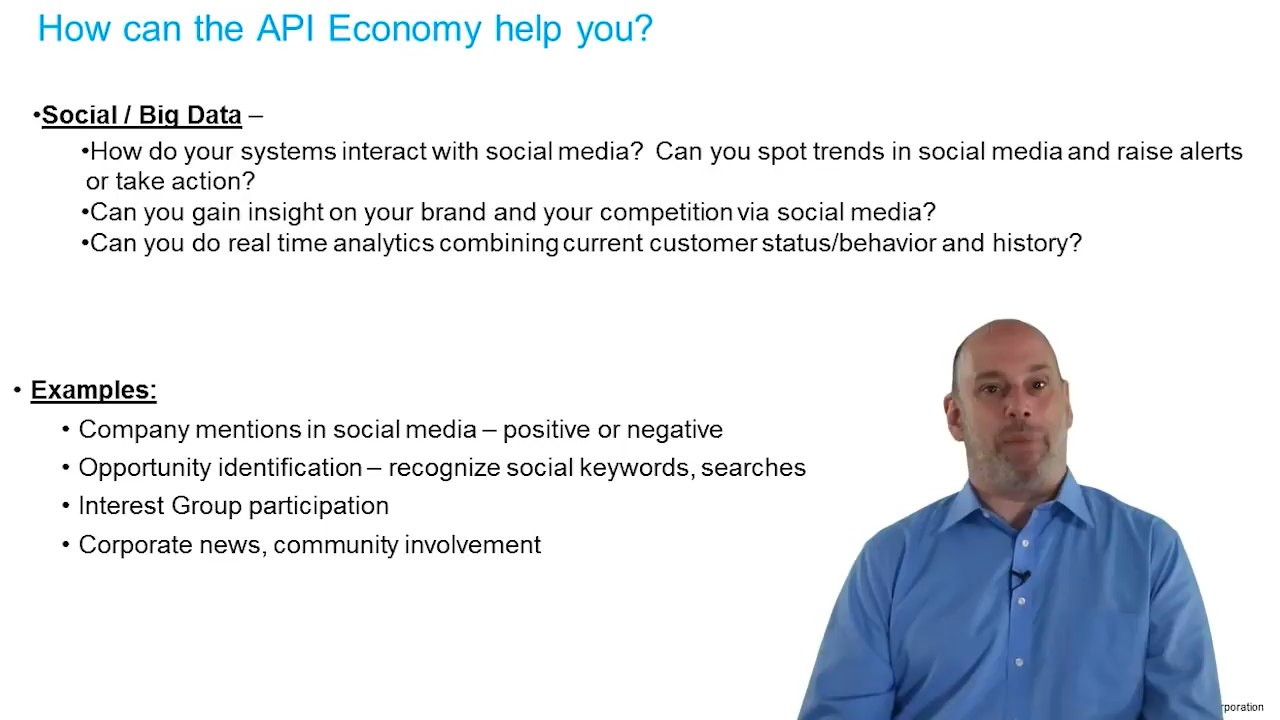 How can the API Economy help you?
•Social / Big Data –
•How do your systems interact with social media? Can you spot trends in social media and raise alerts
or take action?
•Can you gain insight on your brand and your competition via social media?
•Can you do real time analytics combining current customer status/behavior and history?
• Examples:
• Company mentions in social media – positive or negative
• Opportunity identification – recognize social keywords, searches
• Interest Group participation
• Corporate news, community involvement